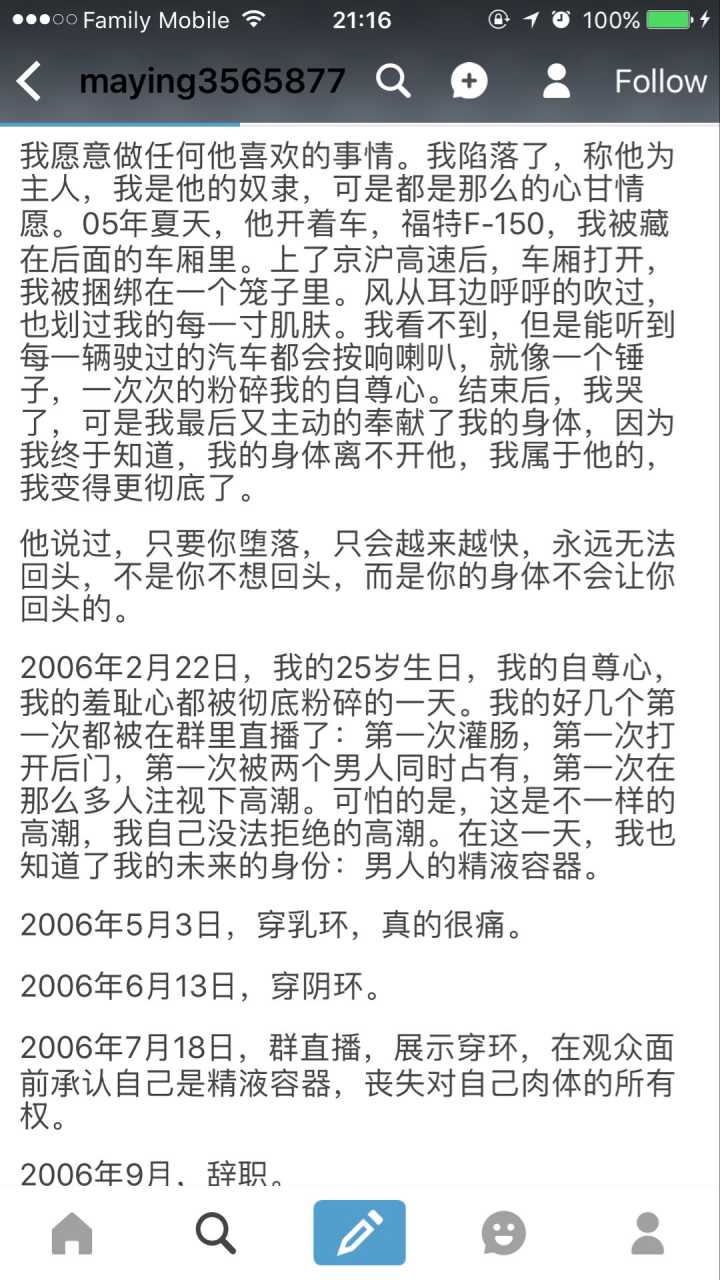 Family Mobile 21:16 100%
maying3565877 Follow
我愿意做任何他喜欢的事情。我陷落了，称他为
主人，我是他的奴隶，可是都是那么的心甘情
愿。05年夏天，他开着车，福特F-150，我被藏
在后面的车厢里。上了京沪高速后，车厢打开，
我被捆绑在一个笼子里。风从耳边呼呼的吹过，
也划过我的每一寸肌肤。我看不到，但是能听到
每一辆驶过的汽车都会按响喇叭，就像一个锤
子，一次次的粉碎我的自尊心。结束后，我哭
了，可是我最后又主动的奉献了我的身体，因为
我终于知道，我的身体离不开他，我属于他的，
我变得更彻底了。
他说过，只要你堕落，只会越来越快，永远无法
回头，不是你不想回头，而是你的身体不会让你
回头的。
2006年2月22日，我的25岁生日，我的自尊心，
我的羞耻心都被彻底粉碎的一天。我的好几个第
一次都被在群里直播了：第一次灌肠，第一次打
开后门，第一次被两个男人同时占有，第一次在
那么多人注视下高潮。可怕的是，这是不一样的
高潮，我自己没法拒绝的高潮。在这一天，我也
知道了我的未来的身份：男人的精液容器。
2006年5月3日，穿乳环，真的很痛。
2006年6月13日，穿阴环。
2006年7月18日，群直播，展示穿环，在观众面
前承认自己是精液容器，丧失对自己肉体的所有
权。
2006年9月，辞职。